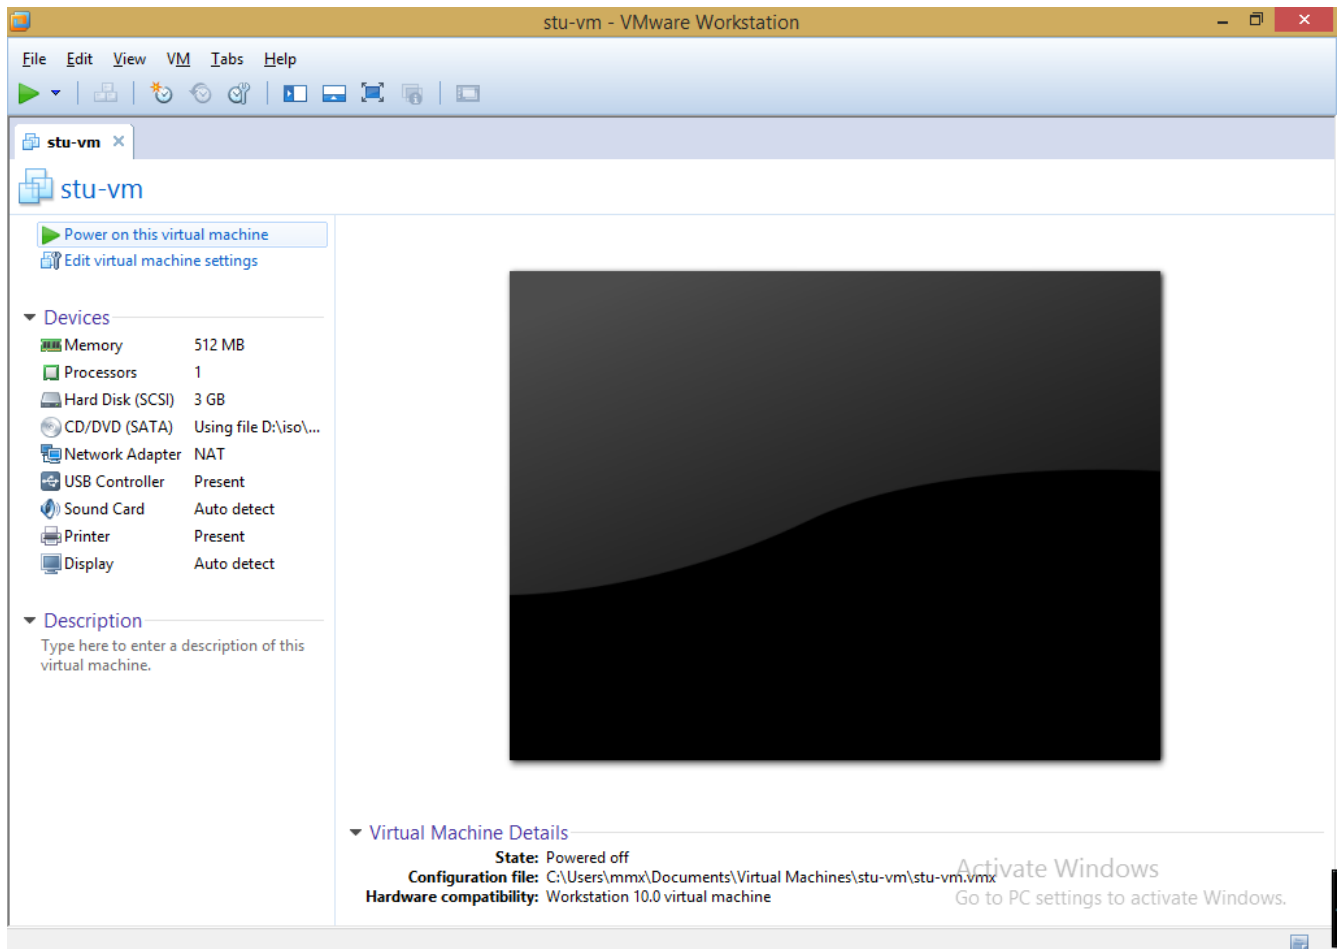 stu-vm - VMware Workstation
File Edit View VM Tabs Help
stu-vm
stu-vm
Power on this virtual machine
Edit virtual machine settings
Devices
Memory 512 MB
Processors 1
Hard Disk (SCSI) 3 GB
CD/DVD (SATA) Using file D:\iso\...
Network Adapter NAT
USB Controller Present
Sound Card Auto detect
Printer Present
Display Auto detect
Description
Type here to enter a description of this
virtual machine.
Virtual Machine Details
State: Powered off
Configuration file: C:\Users\mmx\Documents\Virtual Machines\stu-vm\stu-vm.vmx
Hardware compatibility: Workstation 10.0 virtual machine
Activate Windows
Go to PC settings to activate Windows.